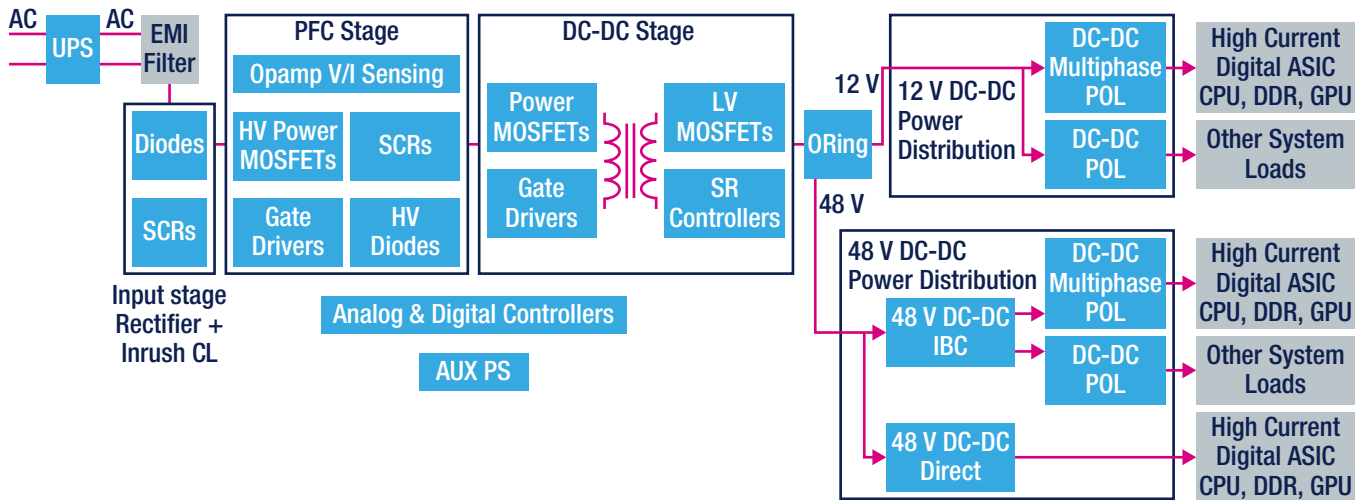 AC
AC
UPS
EMI
Filter
PFC Stage
Opamp V/I Sensing
HV Power
MOSFETs
SCRs
Gate
Drivers
HV
Diodes
Diodes
SCRs
Input stage
Rectifier +
Inrush CL
DC-DC Stage
Power
MOSFETs
LV
MOSFETs
Gate
Drivers
SR
Controllers
Analog & Digital Controllers
AUX PS
ORing
12 V
48 V
12 V DC-DC
Power
Distribution
DC-DC
Multiphase
POL
DC-DC
POL
High Current
Digital ASIC
CPU, DDR, GPU
Other System
Loads
48 V DC-DC
Power Distribution
48 V DC-DC
IBC
DC-DC
Multiphase
POL
DC-DC
POL
48 V DC-DC
Direct
High Current
Digital ASIC
CPU, DDR, GPU
Other System
Loads
High Current
Digital ASIC
CPU, DDR, GPU